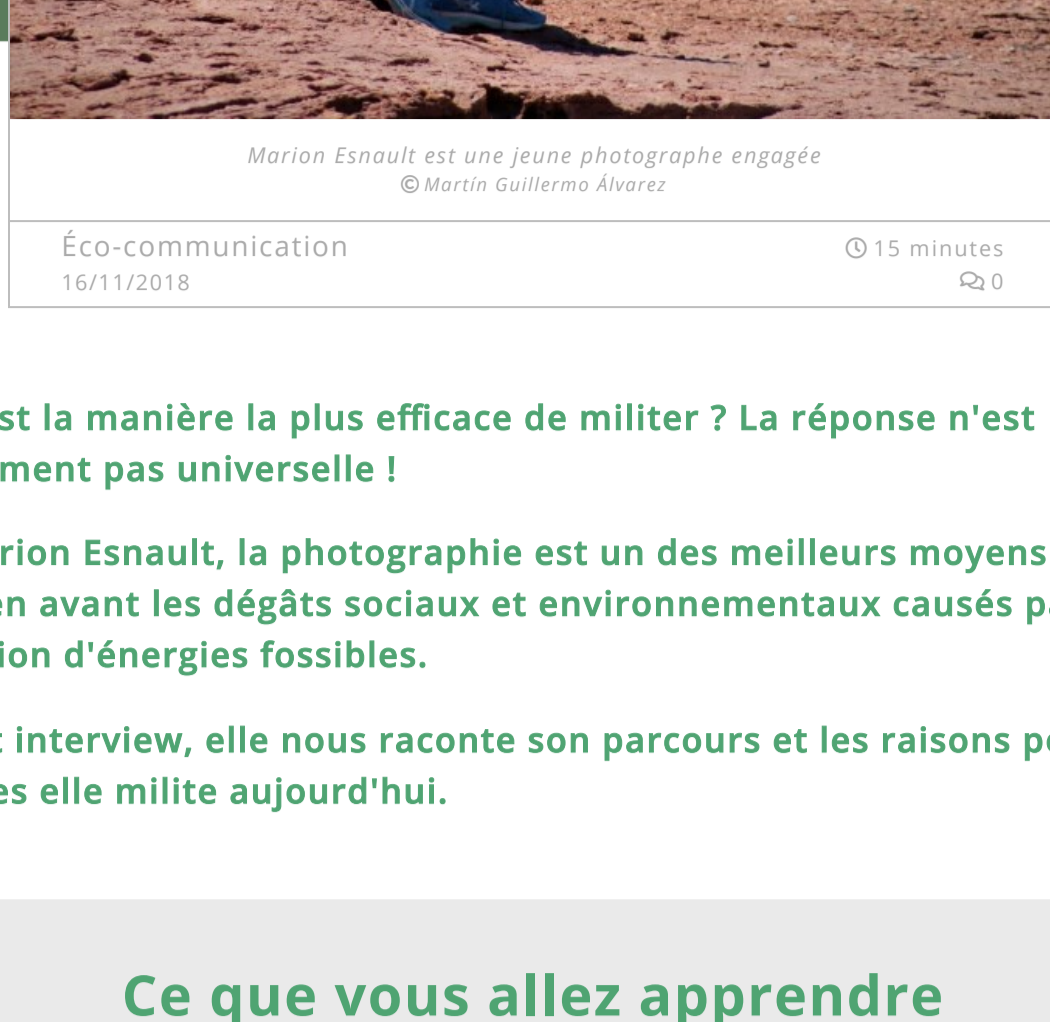 Marion Esnault est une jeune photographe engagée
© Martín Guillermo Álvarez
Éco-communication
15 minutes
16/11/2018
0
st la manière la plus efficace de militer ? La réponse n'est
ment pas universelle !
rion Esnault, la photographie est un des meilleurs moyens
en avant les dégâts sociaux et environnementaux causés pa
ion d'énergies fossibles.
t interview, elle nous raconte son parcours et les raisons po
es elle milite aujourd'hui.
Ce que vous allez apprendre